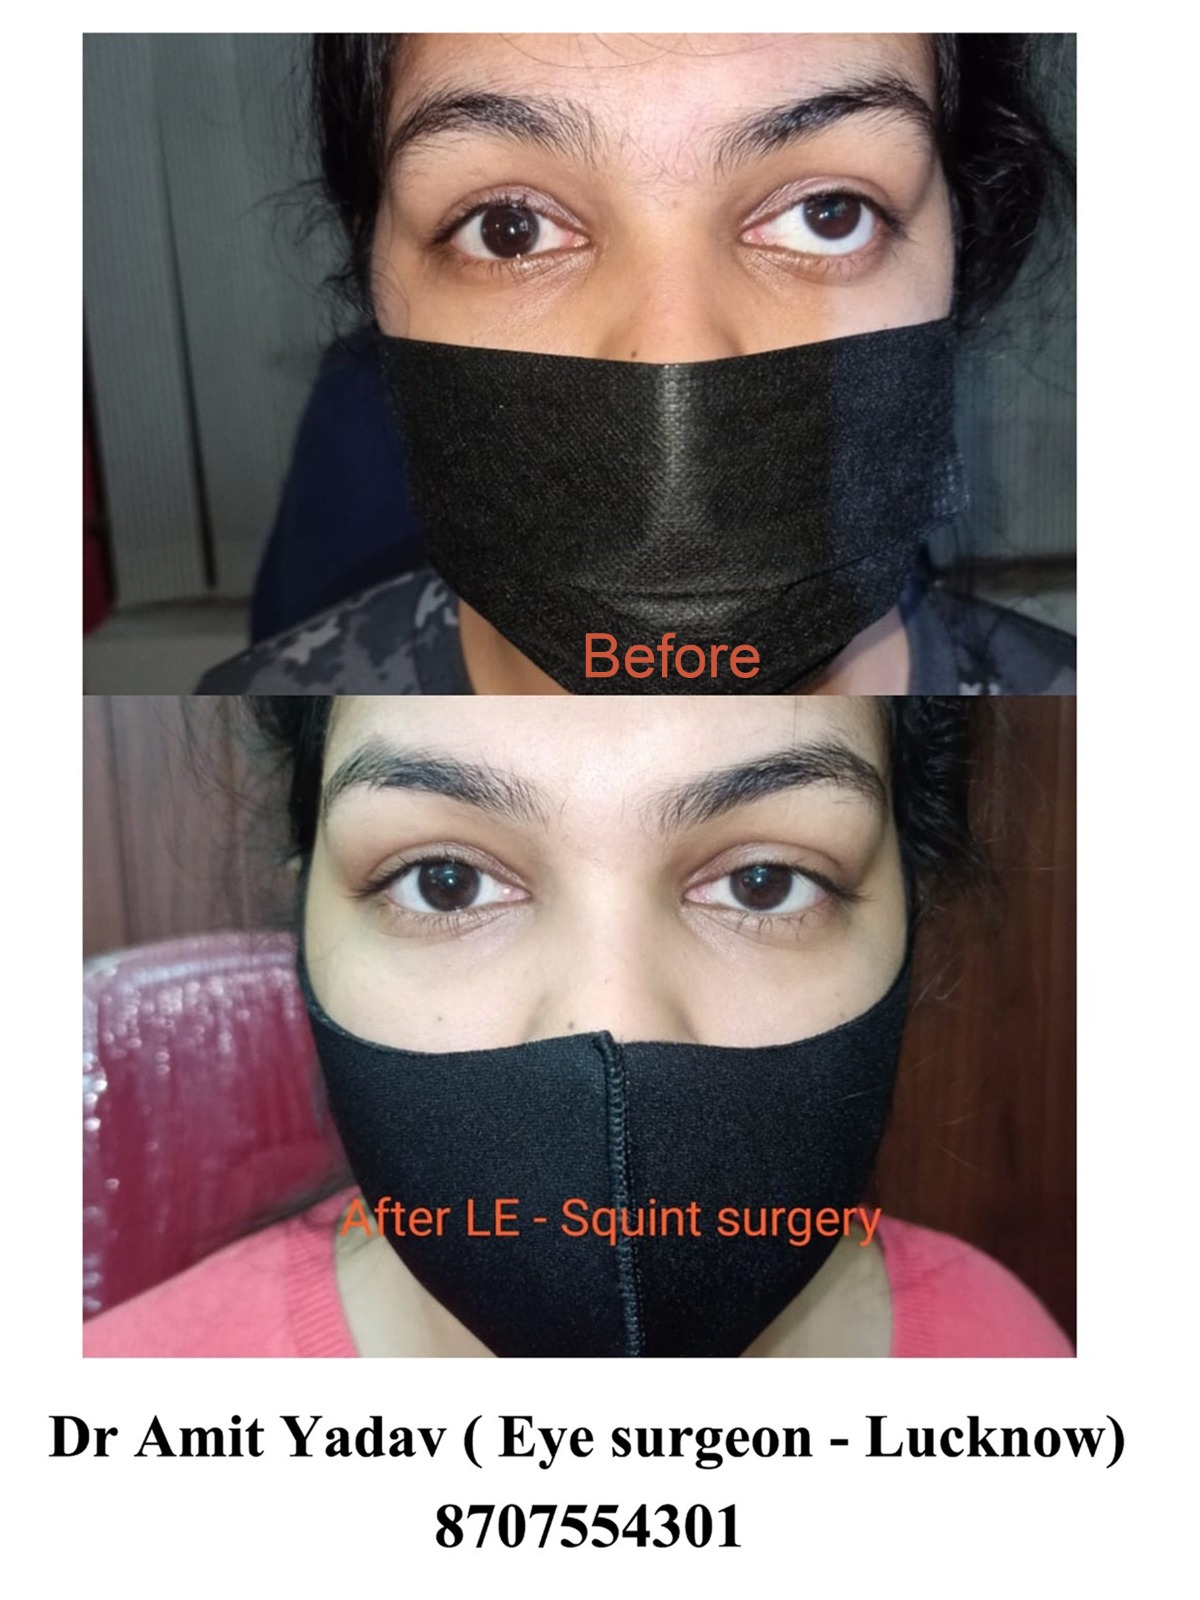 Before
After LE - Squint surgery
Dr Amit Yadav ( Eye surgeon - Lucknow)
8707554301